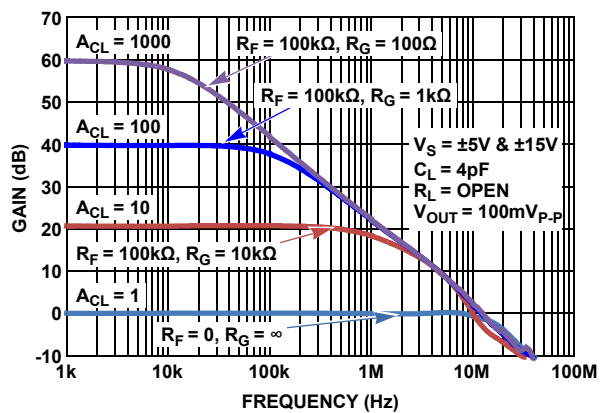 70
60
50
40
30
20
10
0
-10
GAIN (dB)
A_CL = 1000
R_F = 100kΩ, R_G = 100Ω
R_F = 100kΩ, R_G = 1kΩ
A_CL = 100
V_S = ±5V & ±15V
C_L = 4pF
R_L = OPEN
V_OUT = 100mV_P-P
A_CL = 10
R_F = 100kΩ, R_G = 10kΩ
A_CL = 1
R_F = 0, R_G = ∞
1k 10k 100k 1M 10M 100M
FREQUENCY (Hz)